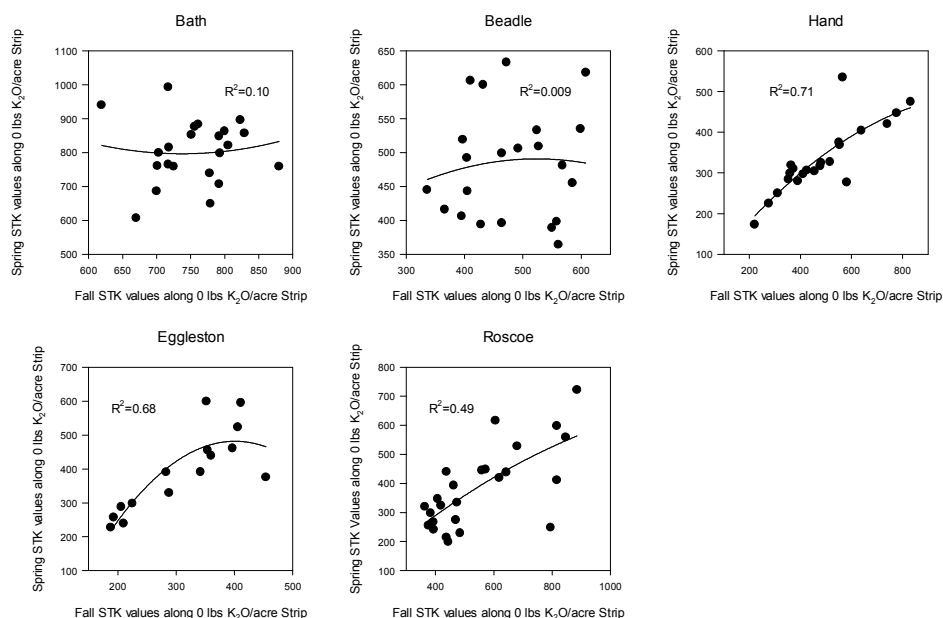 Bath
Spring STK values along 0 lbs K₂O/acre Strip
1100
1000
900
800
700
600
500
R²=0.10
600 650 700 750 800 850 900
Fall STK values along 0 lbs K₂O/acre Strip
Beadle
Spring STK values along 0 lbs K₂O/acre Strip
650
600
550
500
450
400
350
R²=0.009
300 400 500 600
Fall STK values along 0 lbs K₂O/acre Strip
Hand
Spring STK values along 0 lbs K₂O/acre Strip
600
500
400
300
200
100
R²=0.71
200 400 600 800
Fall STK values along 0 lbs K₂O/acre Strip
Eggleston
Spring STK values along 0 lbs K₂O/acre Strip
700
600
500
400
300
200
100
R²=0.68
200 300 400 500
Fall STK values along 0 lbs K₂O/acre Strip
Roscoe
Spring STK Values along 0 lbs K₂O/acre Strip
800
700
600
500
400
300
200
100
R²=0.49
400 600 800 1000
Fall STK values along 0 lbs K₂O/acre Strip